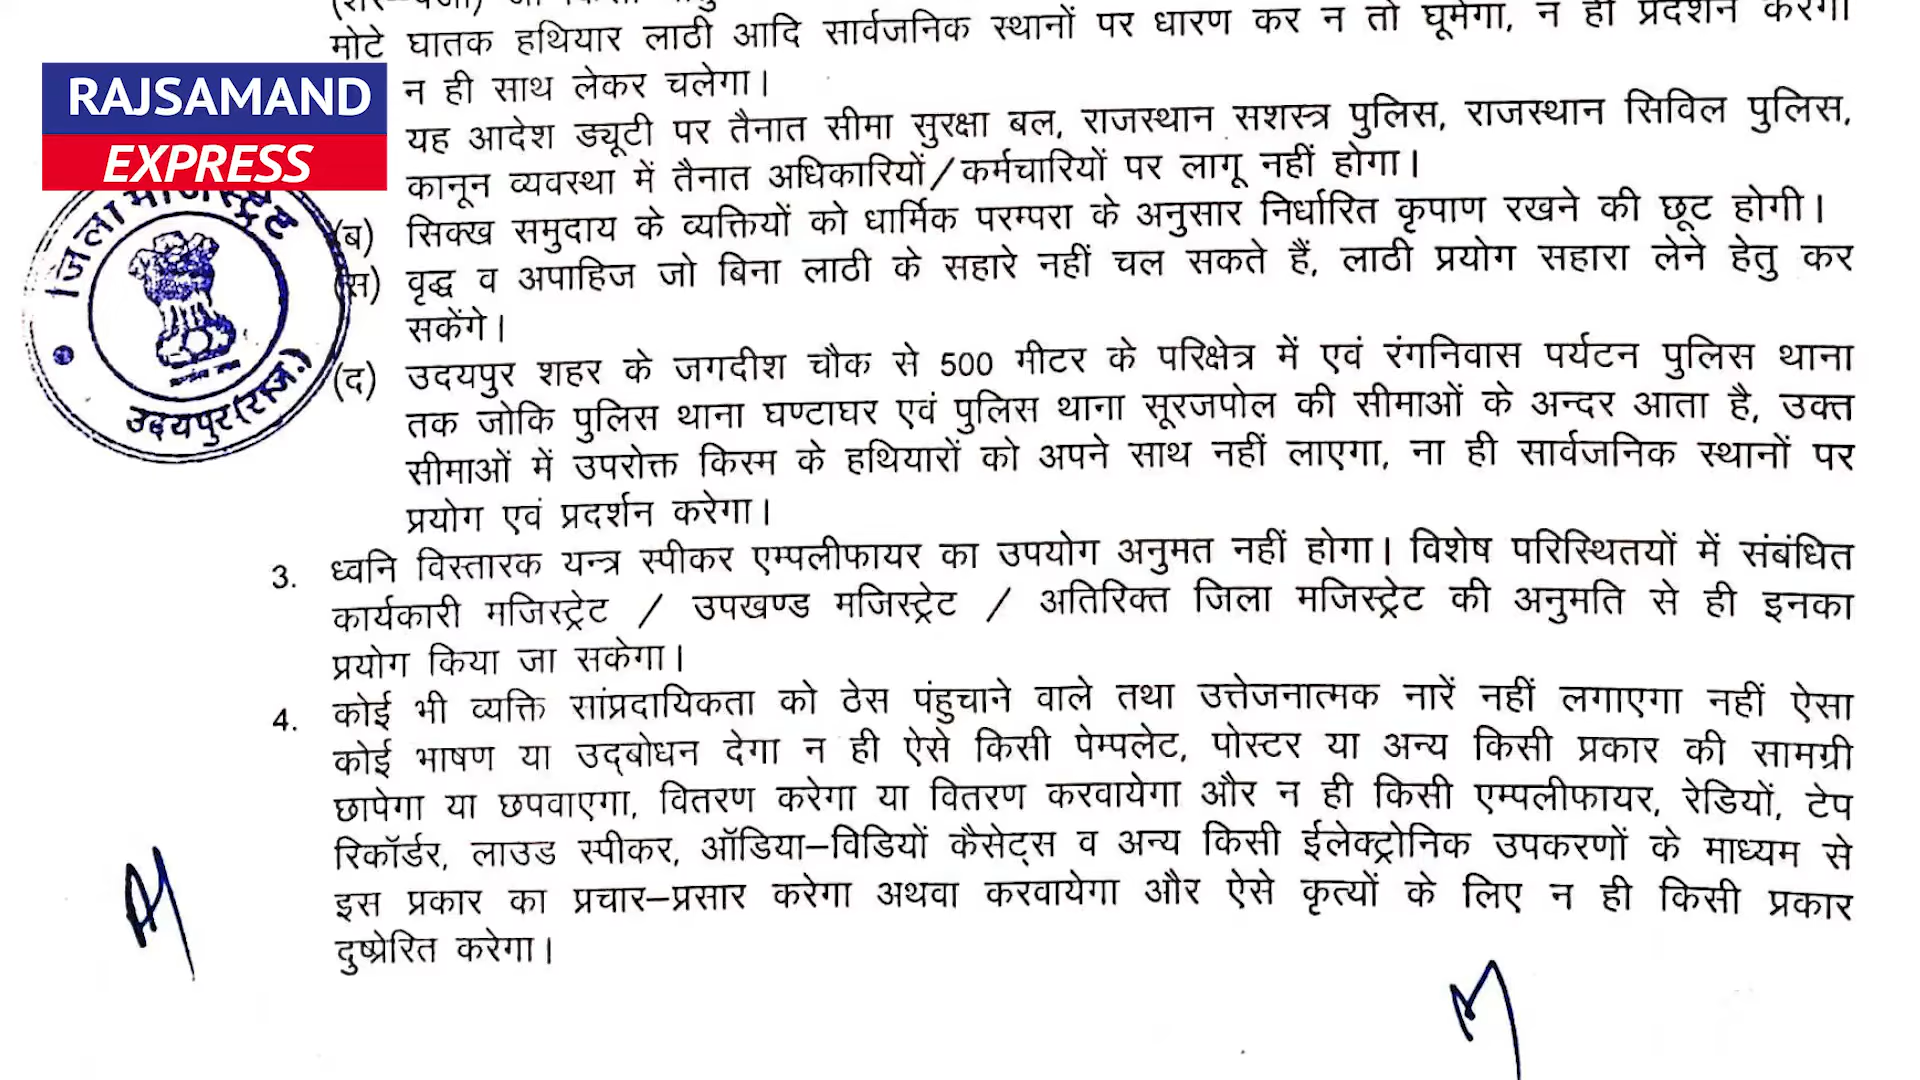 मोटे घातक हथियार लाठी आदि सार्वजनिक स्थानों पर धारण कर न तो घूमेगा, न ही प्रदर्शन करेगा
न ही साथ लेकर चलेगा।
RAJSAMAND
EXPRESS
यह आदेश ड्यूटी पर तैनात सीमा सुरक्षा बल, राजस्थान सशस्त्र पुलिस, राजस्थान सिविल पुलिस,
कानून व्यवस्था में तैनात अधिकारियों/कर्मचारियों पर लागू नहीं होगा।
(ब) सिक्ख समुदाय के व्यक्तियों को धार्मिक परम्परा के अनुसार निर्धारित कृपाण रखने की छूट होगी।
(स) वृद्ध व अपाहिज जो बिना लाठी के सहारे नहीं चल सकते हैं, लाठी प्रयोग सहारा लेने हेतु कर
सकेंगे।
जिला मजिस्ट्रेट
उदयपुर(राज.)
(द) उदयपुर शहर के जगदीश चौक से 500 मीटर के परिक्षेत्र में एवं रंगनिवास पर्यटन पुलिस थाना
तक जोकि पुलिस थाना घण्टाघर एवं पुलिस थाना सूरजपोल की सीमाओं के अन्दर आता है, उक्त
सीमाओं में उपरोक्त किस्म के हथियारों को अपने साथ नहीं लाएगा, ना ही सार्वजनिक स्थानों पर
प्रयोग एवं प्रदर्शन करेगा।
3. ध्वनि विस्तारक यन्त्र स्पीकर एम्पलीफायर का उपयोग अनुमत नहीं होगा। विशेष परिस्थितयों में संबंधित
कार्यकारी मजिस्ट्रेट / उपखण्ड मजिस्ट्रेट / अतिरिक्त जिला मजिस्ट्रेट की अनुमति से ही इनका
प्रयोग किया जा सकेगा।
4. कोई भी व्यक्ति सांप्रदायिकता को ठेस पंहुचाने वाले तथा उत्तेजनात्मक नारें नहीं लगाएगा नहीं ऐसा
कोई भाषण या उद्‌बोधन देगा न ही ऐसे किसी पेम्पलेट, पोस्टर या अन्य किसी प्रकार की सामग्री
छापेगा या छपवाएगा, वितरण करेगा या वितरण करवायेगा और न ही किसी एम्पलीफायर, रेडियों, टेप
रिकॉर्डर, लाउड स्पीकर, ऑडिया–विडियों कैसेट्स व अन्य किसी ईलेक्ट्रोनिक उपकरणों के माध्यम से
इस प्रकार का प्रचार–प्रसार करेगा अथवा करवायेगा और ऐसे कृत्यों के लिए न ही किसी प्रकार
दुष्प्रेरित करेगा।